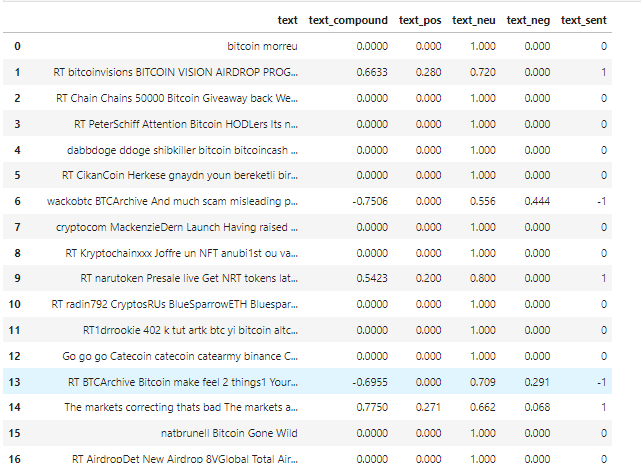 text text_compound text_pos text_neu text_neg text_sent
0 bitcoin morreu 0.0000 0.000 1.000 0.000 0
1 RT bitcoinvisions BITCOIN VISION AIRDROP PROG... 0.6633 0.280 0.720 0.000 1
2 RT Chain Chains 50000 Bitcoin Giveaway back We... 0.0000 0.000 1.000 0.000 0
3 RT PeterSchiff Attention Bitcoin HODLers Its n... 0.0000 0.000 1.000 0.000 0
4 dabbdoge ddoge shibkiller bitcoin bitcoincash ... 0.0000 0.000 1.000 0.000 0
5 RT CikanCoin Herkese gnaydn youn bereketli bir... 0.0000 0.000 1.000 0.000 0
6 wackobtc BTCArchive And much scam misleading p... -0.7506 0.000 0.556 0.444 -1
7 cryptocom MackenzieDern Launch Having raised ... 0.0000 0.000 1.000 0.000 0
8 RT Kryptochainxxx Joffre un NFT anubi1st ou va... 0.0000 0.000 1.000 0.000 0
9 RT narutoken Presale live Get NRT tokens lat... 0.5423 0.200 0.800 0.000 1
10 RT radin792 CryptosRUs BlueSparrowETH Bluespar... 0.0000 0.000 1.000 0.000 0
11 RT1drrookie 402 k tut artk btc yi bitcoin altc... 0.0000 0.000 1.000 0.000 0
12 Go go go Catecoin catecoin catearmy binance C... 0.0000 0.000 1.000 0.000 0
13 RT BTCArchive Bitcoin make feel 2 things1 Your... -0.6955 0.000 0.709 0.291 -1
14 The markets correcting thats bad The markets a... 0.7750 0.271 0.662 0.068 1
15 natbrunell Bitcoin Gone Wild 0.0000 0.000 1.000 0.000 0
16 RT AirdropDet New Airdrop 8VGlobal Total Air... 0.0000 0.000 1.000 0.000 0